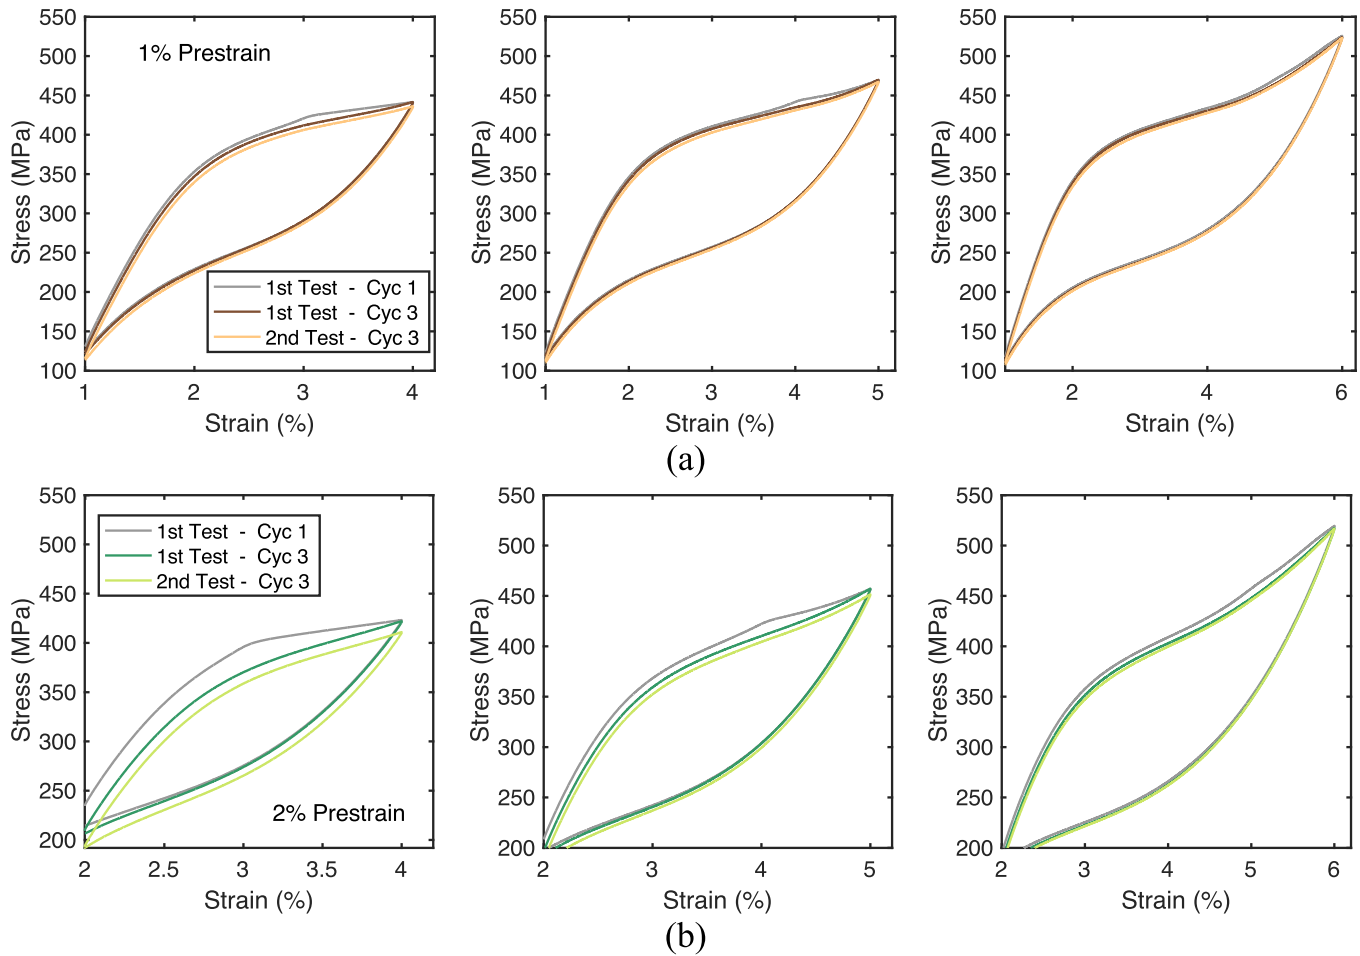 550
500
450
400
350
300
250
200
150
100
Stress (MPa)
1% Prestrain
1st Test - Cyc 1
1st Test - Cyc 3
2nd Test - Cyc 3
1 2 3 4
Strain (%)
550
500
450
400
350
300
250
200
150
100
Stress (MPa)
1 2 3 4 5
Strain (%)
550
500
450
400
350
300
250
200
150
100
Stress (MPa)
2 4 6
Strain (%)
(a)
550
500
450
400
350
300
250
200
Stress (MPa)
1st Test - Cyc 1
1st Test - Cyc 3
2nd Test - Cyc 3
2% Prestrain
2 2.5 3 3.5 4
Strain (%)
550
500
450
400
350
300
250
200
Stress (MPa)
2 3 4 5
Strain (%)
550
500
450
400
350
300
250
200
Stress (MPa)
2 3 4 5 6
Strain (%)
(b)